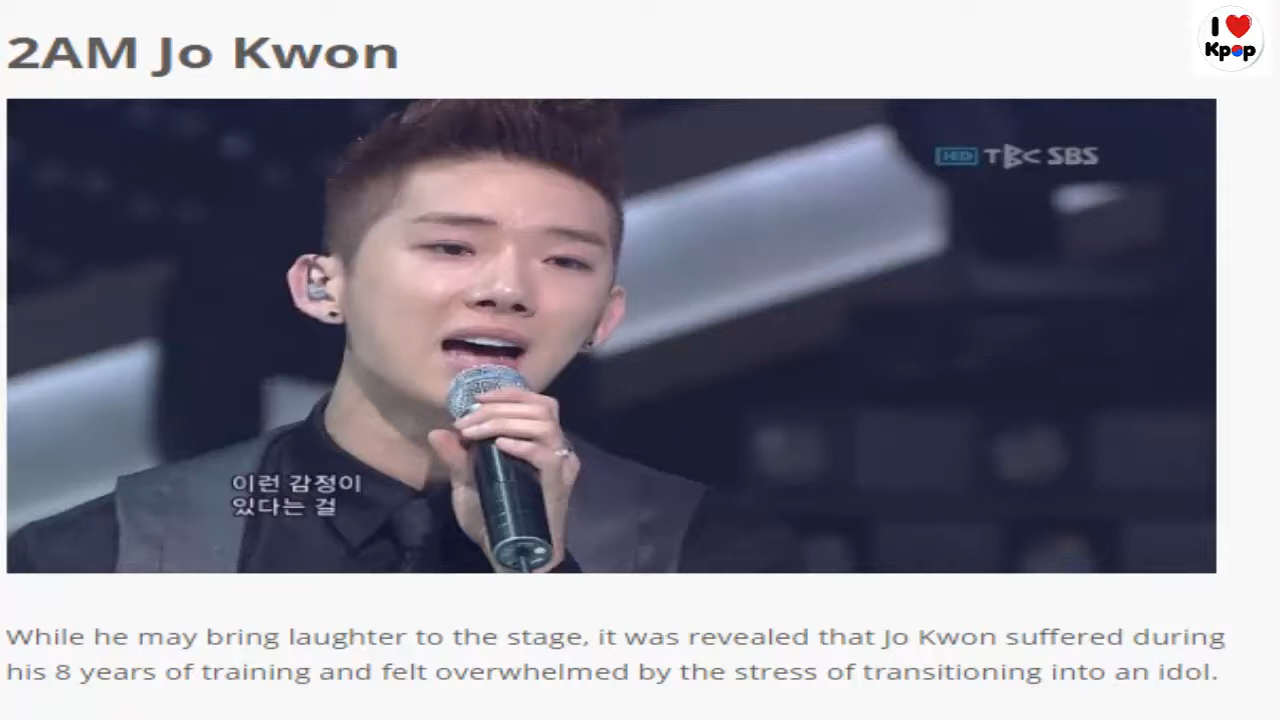 2AM Jo Kwon
I
Kpop
HD TBC SBS
이런 감정이
있다는 걸
While he may bring laughter to the stage, it was revealed that Jo Kwon suffered during
his 8 years of training and felt overwhelmed by the stress of transitioning into an idol.